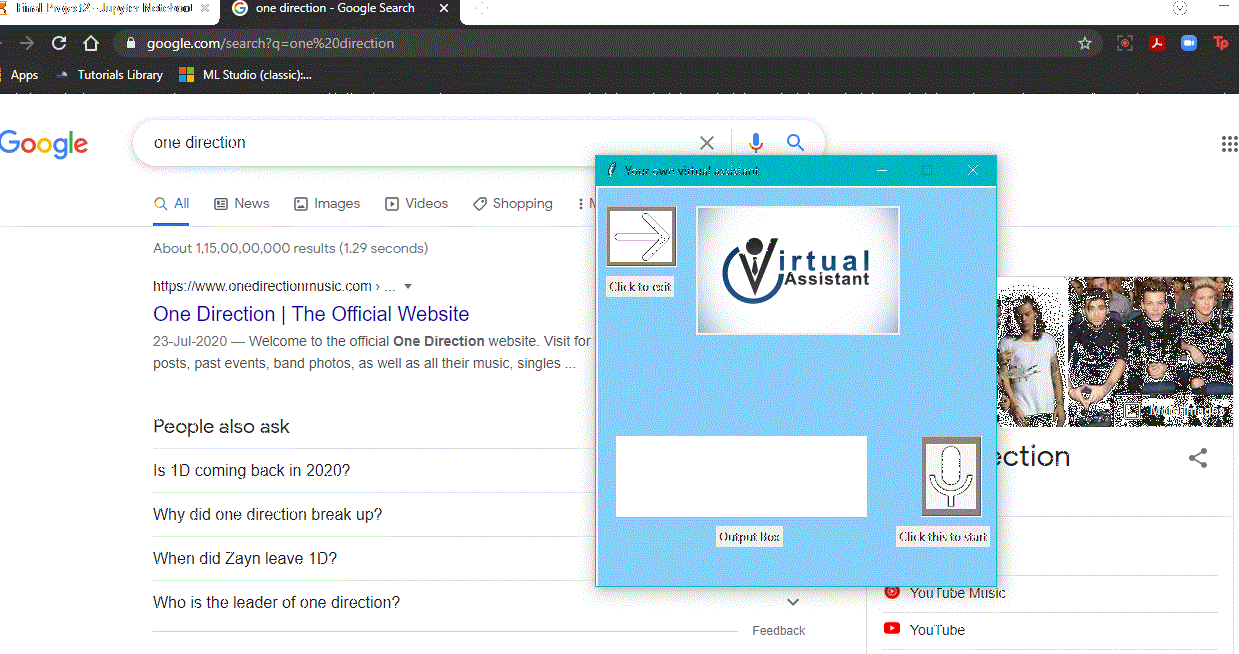 Final Project2 - Jupyter Notebook
one direction - Google Search
google.com/search?q=one%20direction
Apps
Tutorials Library
ML Studio (classic):...
Google
one direction
All
News
Images
Videos
Shopping
About 1,15,00,00,000 results (1.29 seconds)
https://www.onedirectionmusic.com › ...
One Direction | The Official Website
23-Jul-2020 — Welcome to the official One Direction website. Visit for
posts, past events, band photos, as well as all their music, singles ...
People also ask
Is 1D coming back in 2020?
Why did one direction break up?
When did Zayn leave 1D?
Who is the leader of one direction?
Feedback
Your own virtual assistant
Click to exit
Virtual
Assistant
Output Box
Click this to start
More images
ection
YouTube Music
YouTube